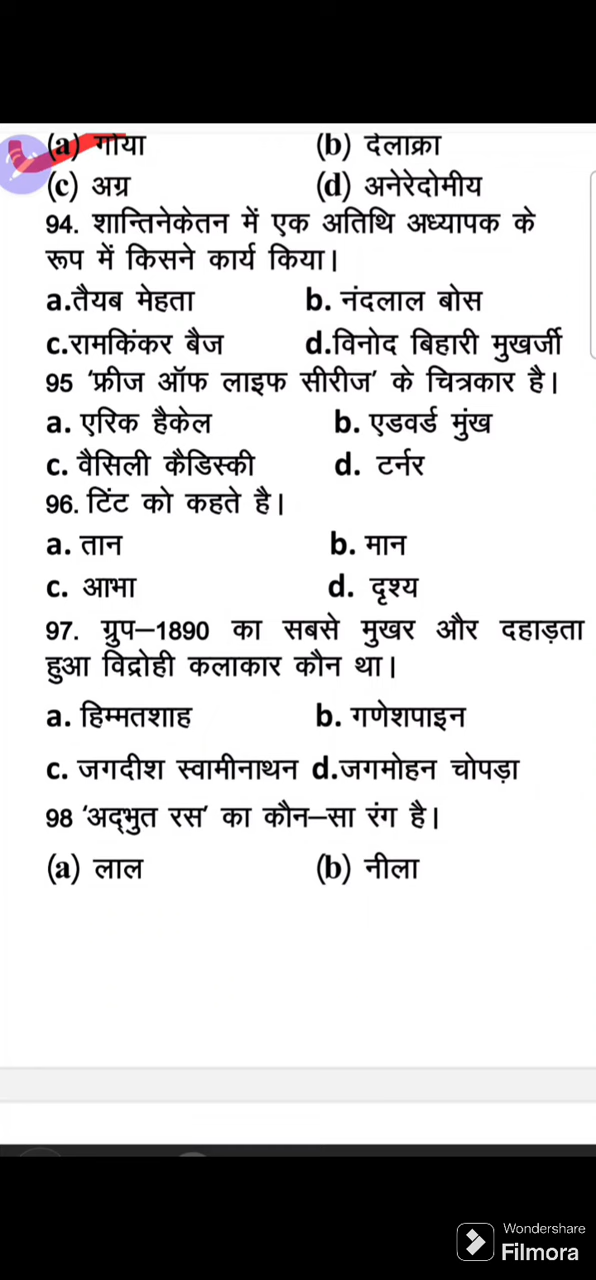 (a) गोया (b) देलाक्रा
(c) अग्र (d) अनेरेदोमीय
94. शान्तिनेकेतन में एक अतिथि अध्यापक के
रूप में किसने कार्य किया।
a.तैयब मेहता b. नंदलाल बोस
c.रामकिंकर बैज d.विनोद बिहारी मुखर्जी
95 ‘फ्रीज ऑफ लाइफ सीरीज’ के चित्रकार है।
a. एरिक हैकेल b. एडवर्ड मुंख
c. वैसिली कैडिस्की d. टर्नर
96. टिंट को कहते है।
a. तान b. मान
c. आभा d. दृश्य
97. ग्रुप–1890 का सबसे मुखर और दहाड़ता
हुआ विद्रोही कलाकार कौन था।
a. हिम्मतशाह b. गणेशपाइन
c. जगदीश स्वामीनाथन d.जगमोहन चोपड़ा
98 ‘अद्‌भुत रस’ का कौन–सा रंग है।
(a) लाल (b) नीला
Wondershare
Filmora